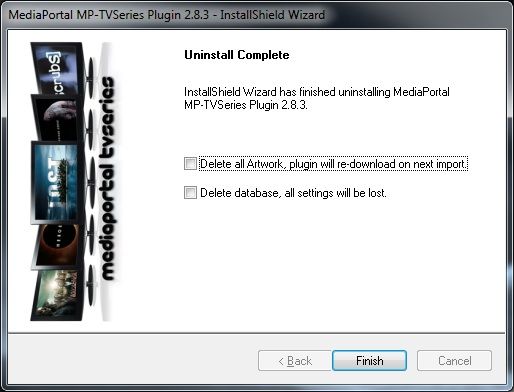 MediaPortal MP-TVSeries Plugin 2.8.3 - InstallShield Wizard
Uninstall Complete
InstallShield Wizard has finished uninstalling MediaPortal
MP-TVSeries Plugin 2.8.3.
Delete all Artwork, plugin will re-download on next import.
Delete database, all settings will be lost.
scrubs]
LOST
HEROES
mediaportal tvseries
< Back
Finish
Cancel